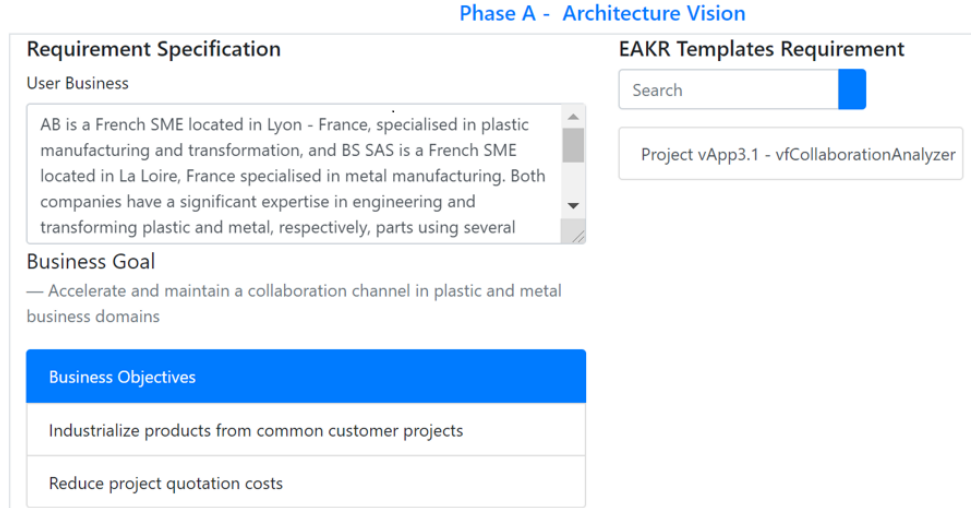 Phase A - Architecture Vision
Requirement Specification
User Business
AB is a French SME located in Lyon - France, specialised in plastic
manufacturing and transformation, and BS SAS is a French SME
located in La Loire, France specialised in metal manufacturing. Both
companies have a significant expertise in engineering and
transforming plastic and metal, respectively, parts using several
Business Goal
— Accelerate and maintain a collaboration channel in plastic and metal
business domains
Business Objectives
Industrialize products from common customer projects
Reduce project quotation costs
EAKR Templates Requirement
Search
Project vApp3.1 - vfCollaborationAnalyzer